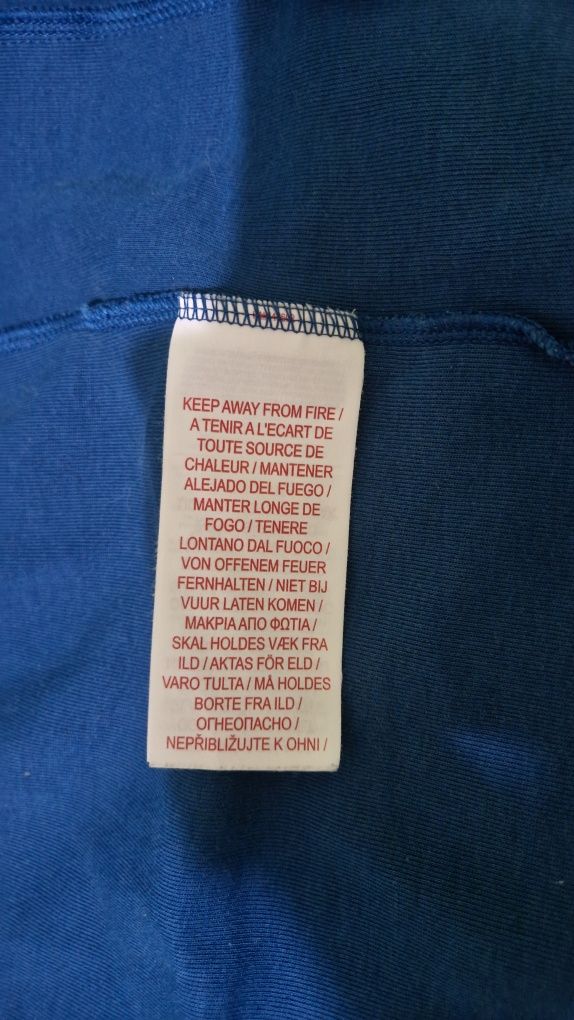 KEEP AWAY FROM FIRE /
A TENIR A L'ECART DE
TOUTE SOURCE DE
CHALEUR / MANTENER
ALEJADO DEL FUEGO /
MANTER LONGE DE
FOGO / TENERE
LONTANO DAL FUOCO /
VON OFFENEM FEUER
FERNHALTEN / NIET BIJ
VUUR LATEN KOMEN /
ΜΑΚΡΙΑ ΑΠΟ ΦΩΤΙΑ /
SKAL HOLDES VÆK FRA
ILD / AKTAS FÖR ELD /
VARO TULTA / MÅ HOLDES
BORTE FRA ILD /
ОГНЕОПАСНО /
NEPŘIBLIŽUJTE K OHNI /